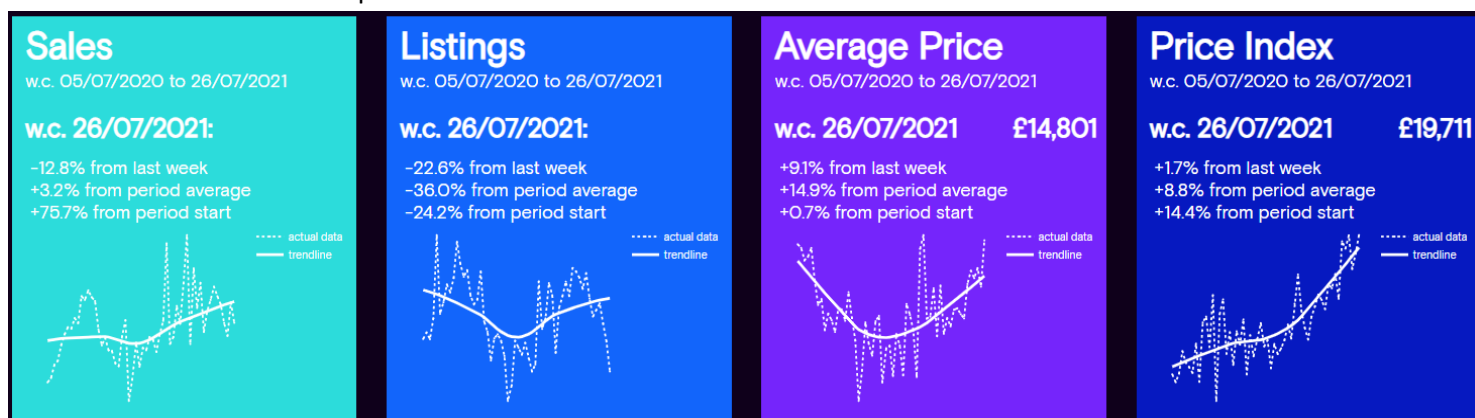 Sales
w.c. 05/07/2020 to 26/07/2021
w.c. 26/07/2021:
-12.8% from last week
+3.2% from period average
+75.7% from period start
actual data
trendline
Listings
w.c. 05/07/2020 to 26/07/2021
w.c. 26/07/2021:
-22.6% from last week
-36.0% from period average
-24.2% from period start
actual data
trendline
Average Price
w.c. 05/07/2020 to 26/07/2021
w.c. 26/07/2021 £14,801
+9.1% from last week
+14.9% from period average
+0.7% from period start
actual data
trendline
Price Index
w.c. 05/07/2020 to 26/07/2021
w.c. 26/07/2021 £19,711
+1.7% from last week
+8.8% from period average
+14.4% from period start
actual data
trendline